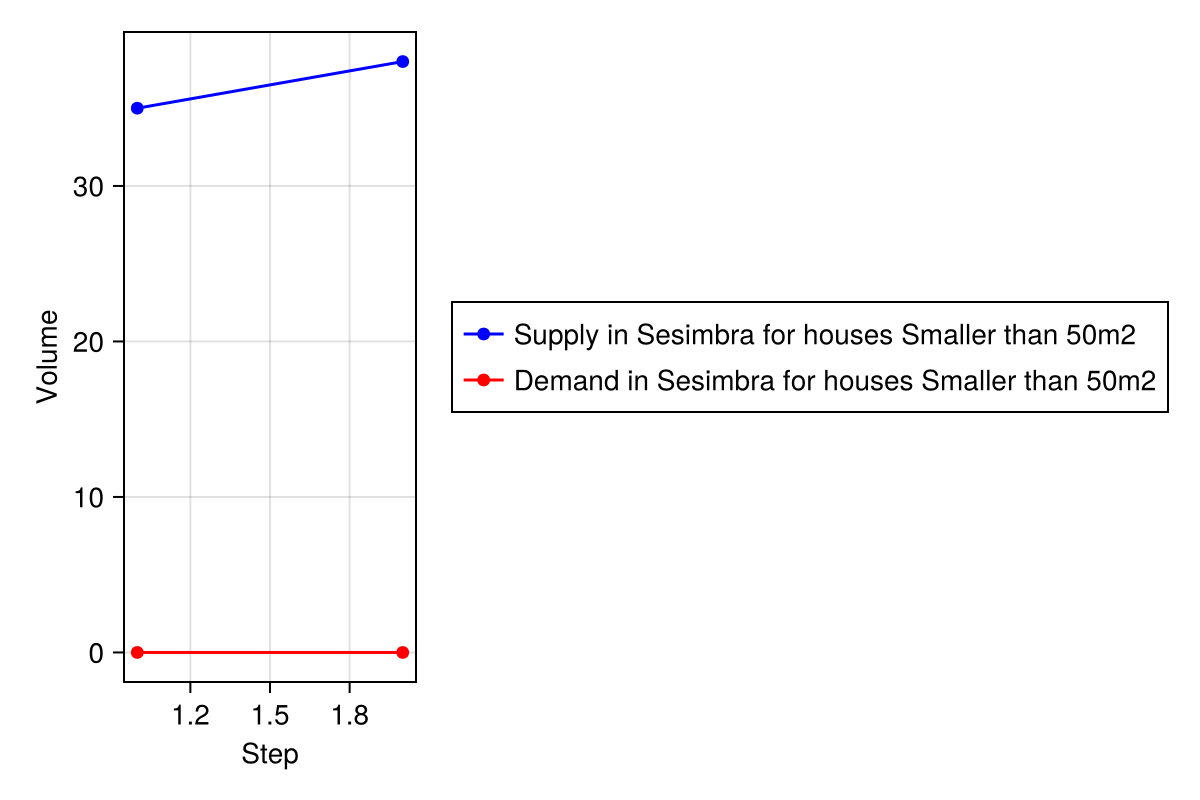 30
20
10
0
Volume
1.2 1.5 1.8
Step
Supply in Sesimbra for houses Smaller than 50m2
Demand in Sesimbra for houses Smaller than 50m2